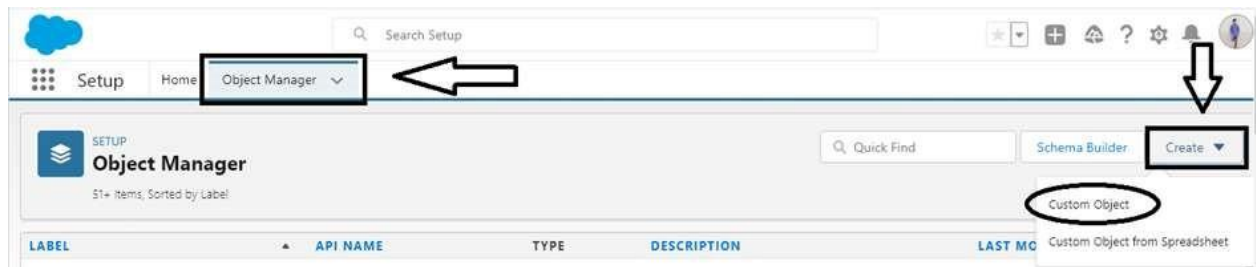 Search Setup
Setup Home Object Manager
SETUP
Object Manager
51+ Items, Sorted by Label
Quick Find
Schema Builder
Create
Custom Object
Custom Object from Spreadsheet
LABEL API NAME TYPE DESCRIPTION LAST MO